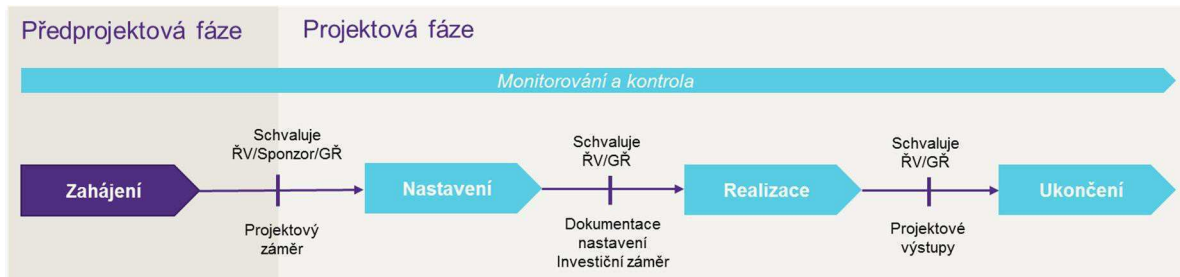 Předprojektová fáze
Projektová fáze
Monitorování a kontrola
Schvaluje
ŘV/Sponzor/GŘ
Schvaluje
ŘV/GŘ
Schvaluje
ŘV/GŘ
Zahájení
Nastavení
Realizace
Ukončení
Projektový
záměr
Dokumentace
nastavení
Investiční záměr
Projektové
výstupy